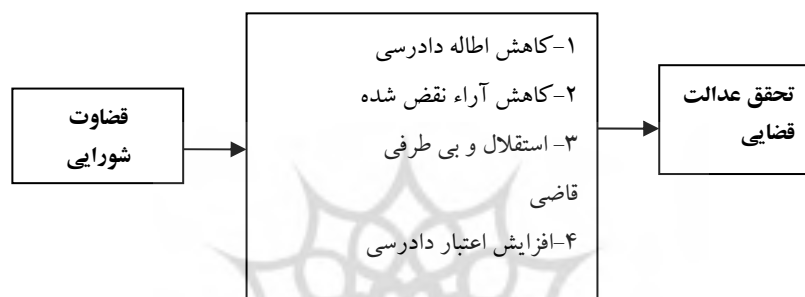 قضاوت
شورایی
۱-کاهش اطاله دادرسی
۲-کاهش آراء نقض شده
۳- استقلال و بی طرفی
قاضی
۴-افزایش اعتبار دادرسی
تحقق عدالت
قضایی